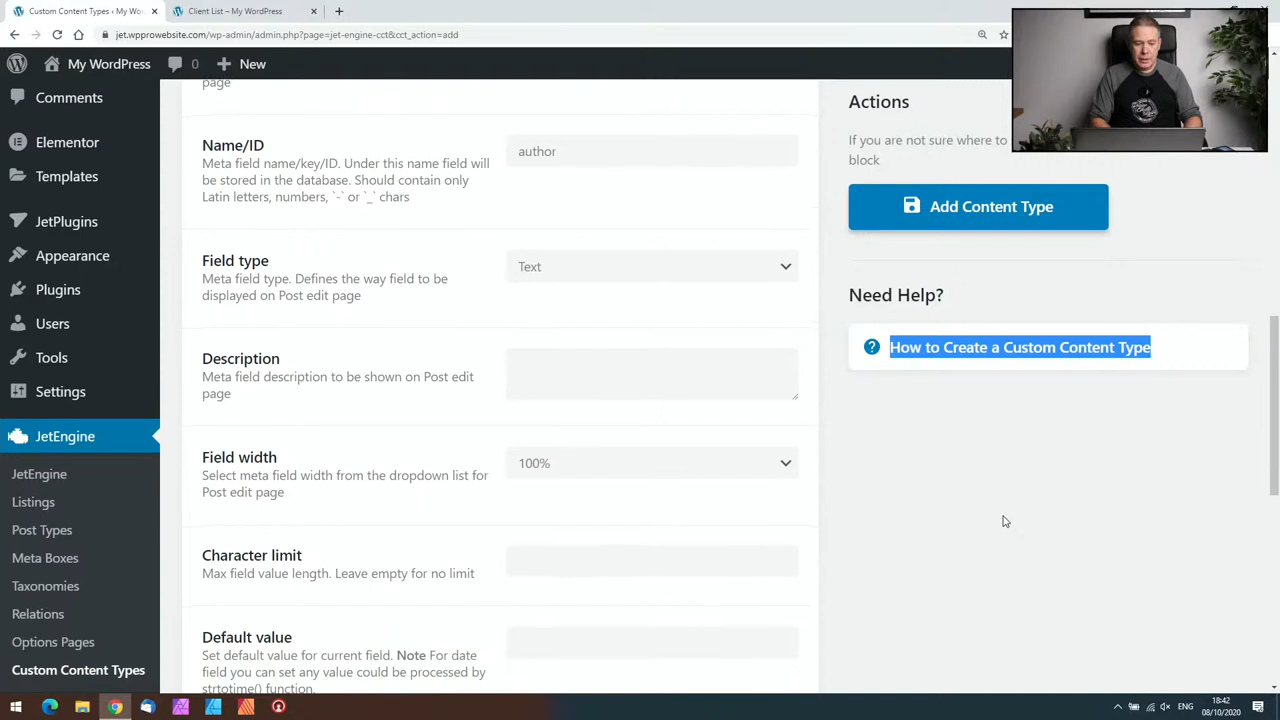 Custom Content Types ‹ My WordPr
Client List – My WordPress
jet.wpprowebsite.com/wp-admin/admin.php?page=jet-engine-cct&cct_action=add
My WordPress
0
New
Comments
Elementor
Templates
JetPlugins
Appearance
Plugins
Users
Tools
Settings
JetEngine
JetEngine
Listings
Post Types
Meta Boxes
Taxonomies
Relations
Options Pages
Custom Content Types
page
Name/ID
Meta field name/key/ID. Under this name field will
be stored in the database. Should contain only
Latin letters, numbers, `-` or `_` chars
author
Field type
Meta field type. Defines the way field to be
displayed on Post edit page
Text
Description
Meta field description to be shown on Post edit
page
Field width
Select meta field width from the dropdown list for
Post edit page
100%
Character limit
Max field value length. Leave empty for no limit
Default value
Set default value for current field. Note For date
field you can set any value could be processed by
strtotime() function.
Actions
If you are not sure where to
block
Add Content Type
Need Help?
How to Create a Custom Content Type
ENG
18:42
08/10/2020